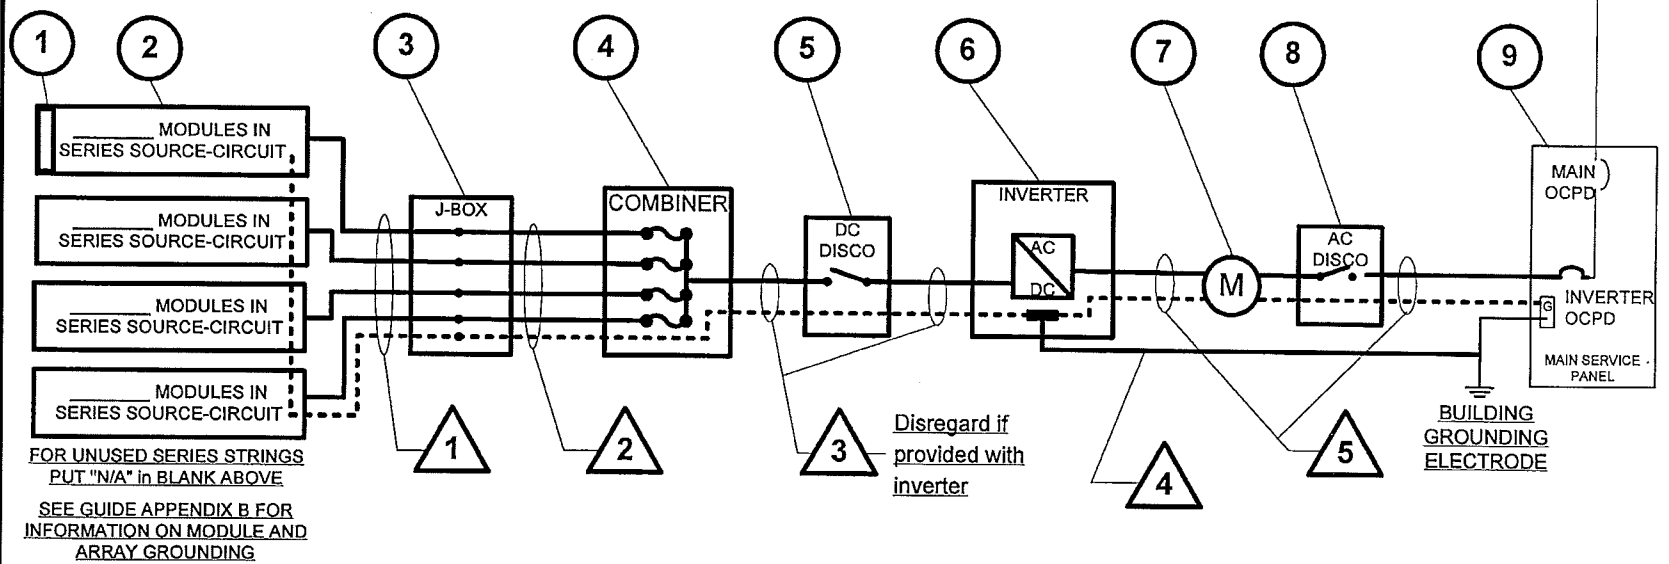 1
2
3
4
5
6
7
8
9
________ MODULES IN
SERIES SOURCE-CIRCUIT
________ MODULES IN
SERIES SOURCE-CIRCUIT
________ MODULES IN
SERIES SOURCE-CIRCUIT
________ MODULES IN
SERIES SOURCE-CIRCUIT
FOR UNUSED SERIES STRINGS
PUT "N/A" in BLANK ABOVE
SEE GUIDE APPENDIX B FOR
INFORMATION ON MODULE AND
ARRAY GROUNDING
J-BOX
COMBINER
DC
DISCO
INVERTER
AC
DC
M
AC
DISCO
MAIN
OCPD
INVERTER
OCPD
G
MAIN SERVICE
PANEL
BUILDING
GROUNDING
ELECTRODE
1
2
3
Disregard if
provided with
inverter
4
5